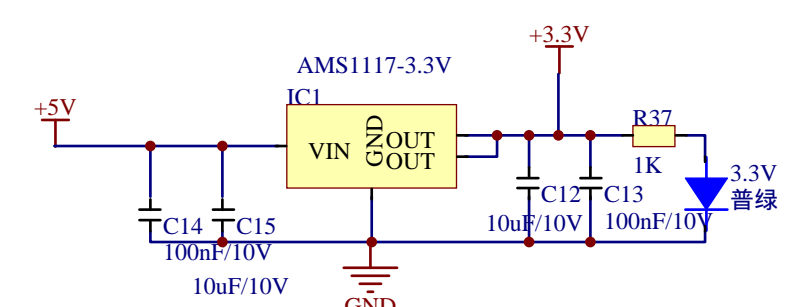 +3.3V
AMS1117-3.3V
IC1
+5V
R37
VIN
GND
OUT
OUT
1K
3.3V
普绿
C12
C13
10uF/10V
100nF/10V
C14
C15
100nF/10V
10uF/10V
GND